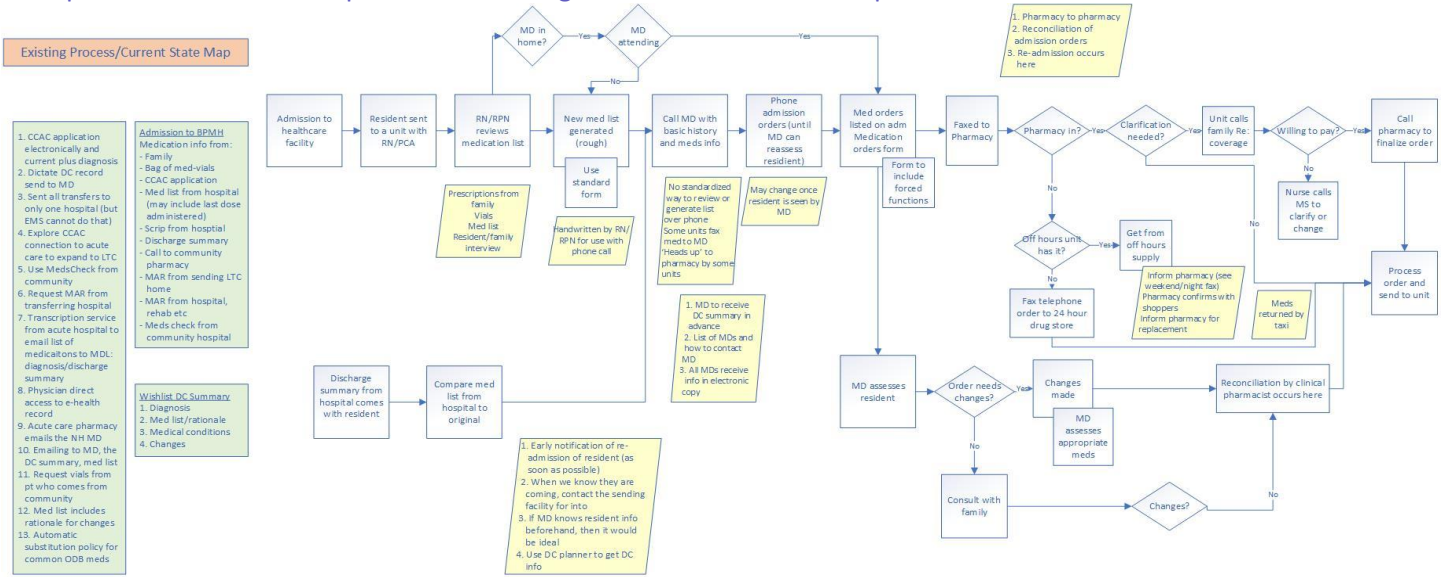 Existing Process/Current State Map
1. CCAC application
electronically and
current plus diagnosis
2. Dictate DC record
send to MD
3. Sent all transfers to
only one hospital (but
EMS cannot do that)
4. Explore CCAC
connection to acute
care to expand to LTC
5. Use MedsCheck from
community
6. Request MAR from
transferring hospital
7. Transcription service
from acute hospital to
email list of
medicaitons to MDL:
diagnosis/discharge
summary
8. Physician direct
access to e-health
record
9. Acute care pharmacy
emails the NH MD
10. Emailing to MD, the
DC summary, med list
11. Request vials from
pt who comes from
community
12. Med list includes
rationale for changes
13. Automatic
substitution policy for
common ODB meds
Admission to BPMH
Medication info from:
- Family
- Bag of med-vials
- CCAC application
- Med list from hospital
(may include last dose
administered)
- Scrip from hosptial
- Discharge summary
- Call to community
pharmacy
- MAR from sending LTC
home
- MAR from hospital,
rehab etc
- Meds check from
community hospital
Wishlist DC Summary
1. Diagnosis
2. Med list/rationale
3. Medical conditions
4. Changes
MD in
home?
Yes
MD
attending
Yes
No
Admission to
healthcare
facility
Resident sent
to a unit with
RN/PCA
RN/RPN
reviews
medication list
New med list
generated
(rough)
Use
standard
form
Call MD with
basic history
and meds Info
Phone
admission
orders (until
MD can
reassess
residient)
Med orders
listed on adm
Medication
orders form
Form to
include
forced
functions
Faxed to
Pharmacy
Pharmacy in?
Yes
Clarification
needed?
Yes
Unit calls
family Re:
coverage
Willing to pay?
Yes
Call
pharmacy to
finalize order
1. Pharmacy to pharmacy
2. Reconciliation of
admission orders
3. Re-admission occurs
here
No
Nurse calls
MS to
clarify or
change
Prescriptions from
family
Vials
Med list
Resident/family
interview
Handwritten by RN/
RPN for use with
phone call
No standardized
way to review or
generate list
over phone
Some units fax
med to MD
'Heads up' to
pharmacy by some
units
May change once
resident is seen by
MD
No
Off hours unit
has it?
Yes
Get from
off hours
supply
No
No
Inform pharmacy (see
weekend/night fax)
Pharmacy confirms with
shoppers
Inform pharmacy for
replacement
Meds
returned by
taxi
Process
order and
send to unit
Fax telephone
order to 24 hour
drug store
1. MD to receive
DC summary in
advance
2. List of MDs and
how to contact
MD
3. All MDs receive
info in electronic
copy
Discharge
summary from
hospital comes
with resident
Compare med
list from
hospital to
original
MD assesses
resident
Order needs
changes?
Yes
Changes
made
MD
assesses
appropriate
meds
Reconciliation by clinical
pharmacist occurs here
No
1. Early notification of re-
admission of resident (as
soon as possible)
2. When we know they are
coming, contact the sending
facility for into
3. If MD knows resident info
beforehand, then it would
be ideal
4. Use DC planner to get DC
info
Consult with
family
Changes?
No